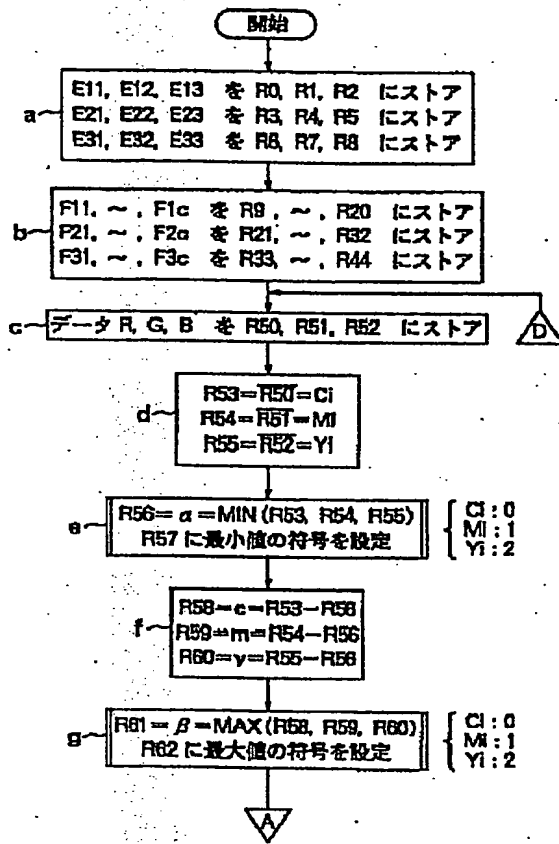 開始
a
E11, E12, E13 を R0, R1, R2 にストア
E21, E22, E23 を R3, R4, R5 にストア
E31, E32, E33 を R6, R7, R8 にストア
b
F11, ~, F1c を R9, ~, R20 にストア
F21, ~, F2c を R21, ~, R32 にストア
F31, ~, F3c を R33, ~, R44 にストア
c
データ R, G, B を R50, R51, R52 にストア
D
d
R53=R̅5̅0̅=Ci
R54=R̅5̅1̅=Mi
R55=R̅5̅2̅=Yi
e
R56=α=MIN(R53, R54, R55)
R57 に最小値の符号を設定
Ci:0
Mi:1
Yi:2
f
R58=c=R53-R56
R59=m=R54-R56
R60=y=R55-R56
g
R61=β=MAX(R58, R59, R60)
R62 に最大値の符号を設定
Ci:0
Mi:1
Yi:2
A